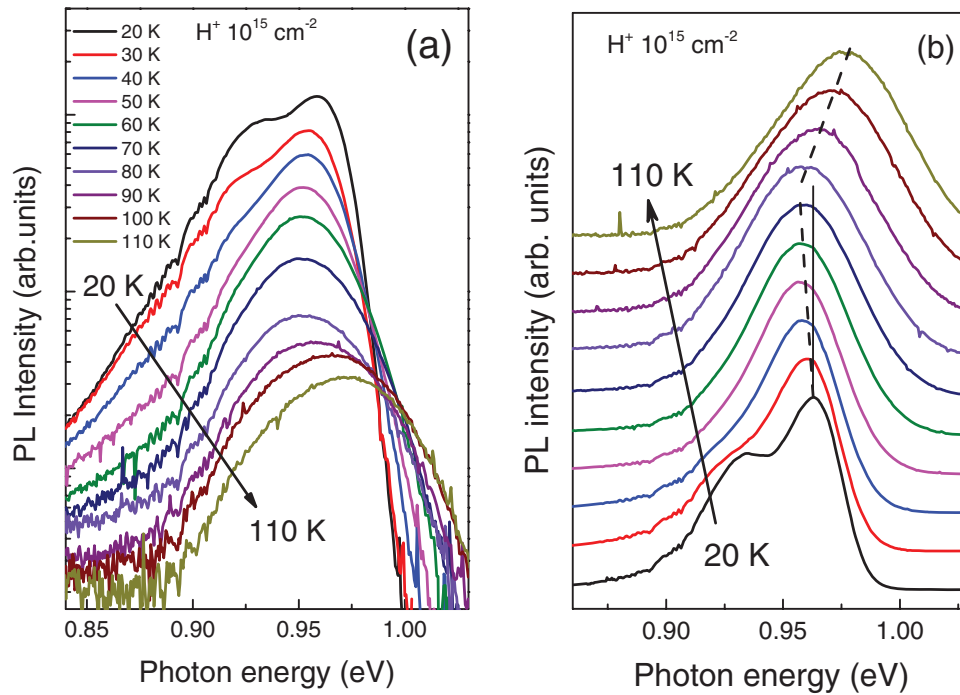 H⁺ 10¹⁵ cm⁻²
(a)
20 K
30 K
40 K
50 K
60 K
70 K
80 K
90 K
100 K
110 K
20 K
110 K
PL Intensity (arb.units)
0.85
0.90
0.95
1.00
Photon energy (eV)
H⁺ 10¹⁵ cm⁻²
(b)
110 K
20 K
PL intensity (arb. units)
0.90
0.95
1.00
Photon energy (eV)